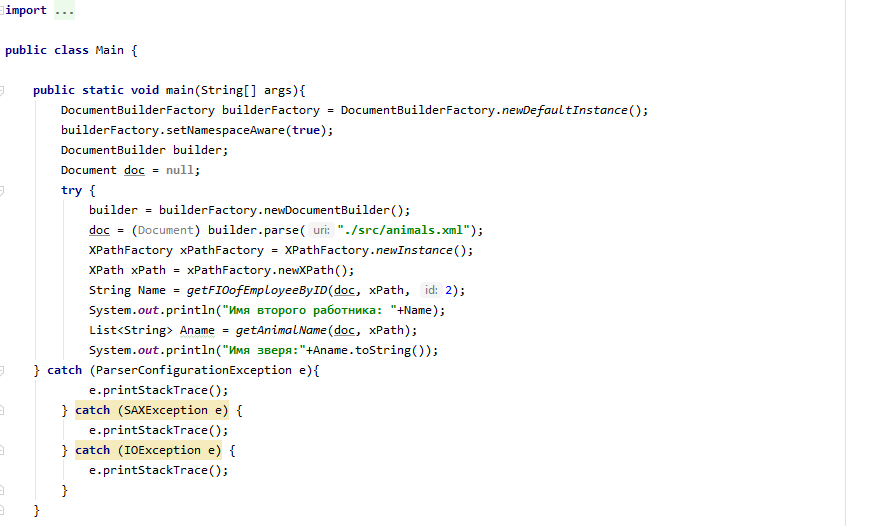 import ...
public class Main {
public static void main(String[] args){
DocumentBuilderFactory builderFactory = DocumentBuilderFactory.newDefaultInstance();
builderFactory.setNamespaceAware(true);
DocumentBuilder builder;
Document doc = null;
try {
builder = builderFactory.newDocumentBuilder();
doc = (Document) builder.parse( uri: "./src/animals.xml");
XPathFactory xPathFactory = XPathFactory.newInstance();
XPath xPath = xPathFactory.newXPath();
String Name = getFIOofEmployeeByID(doc, xPath, id: 2);
System.out.println("Имя второго работника: "+Name);
List<String> Aname = getAnimalName(doc, xPath);
System.out.println("Имя зверя:"+Aname.toString());
} catch (ParserConfigurationException e){
e.printStackTrace();
} catch (SAXException e) {
e.printStackTrace();
} catch (IOException e) {
e.printStackTrace();
}
}